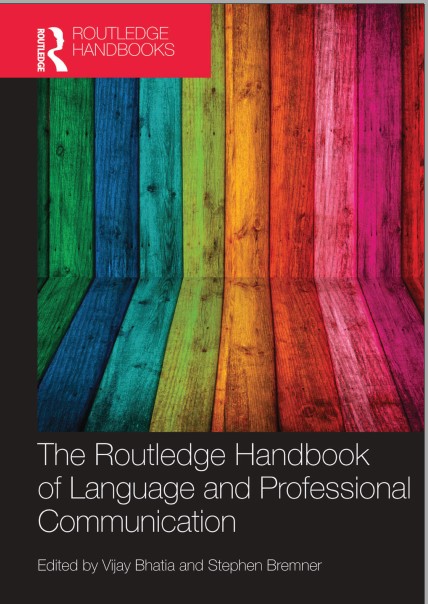 ROUTLEDGE
ROUTLEDGE
HANDBOOKS
The Routledge Handbook
of Language and Professional
Communication
Edited by Vijay Bhatia and Stephen Bremner